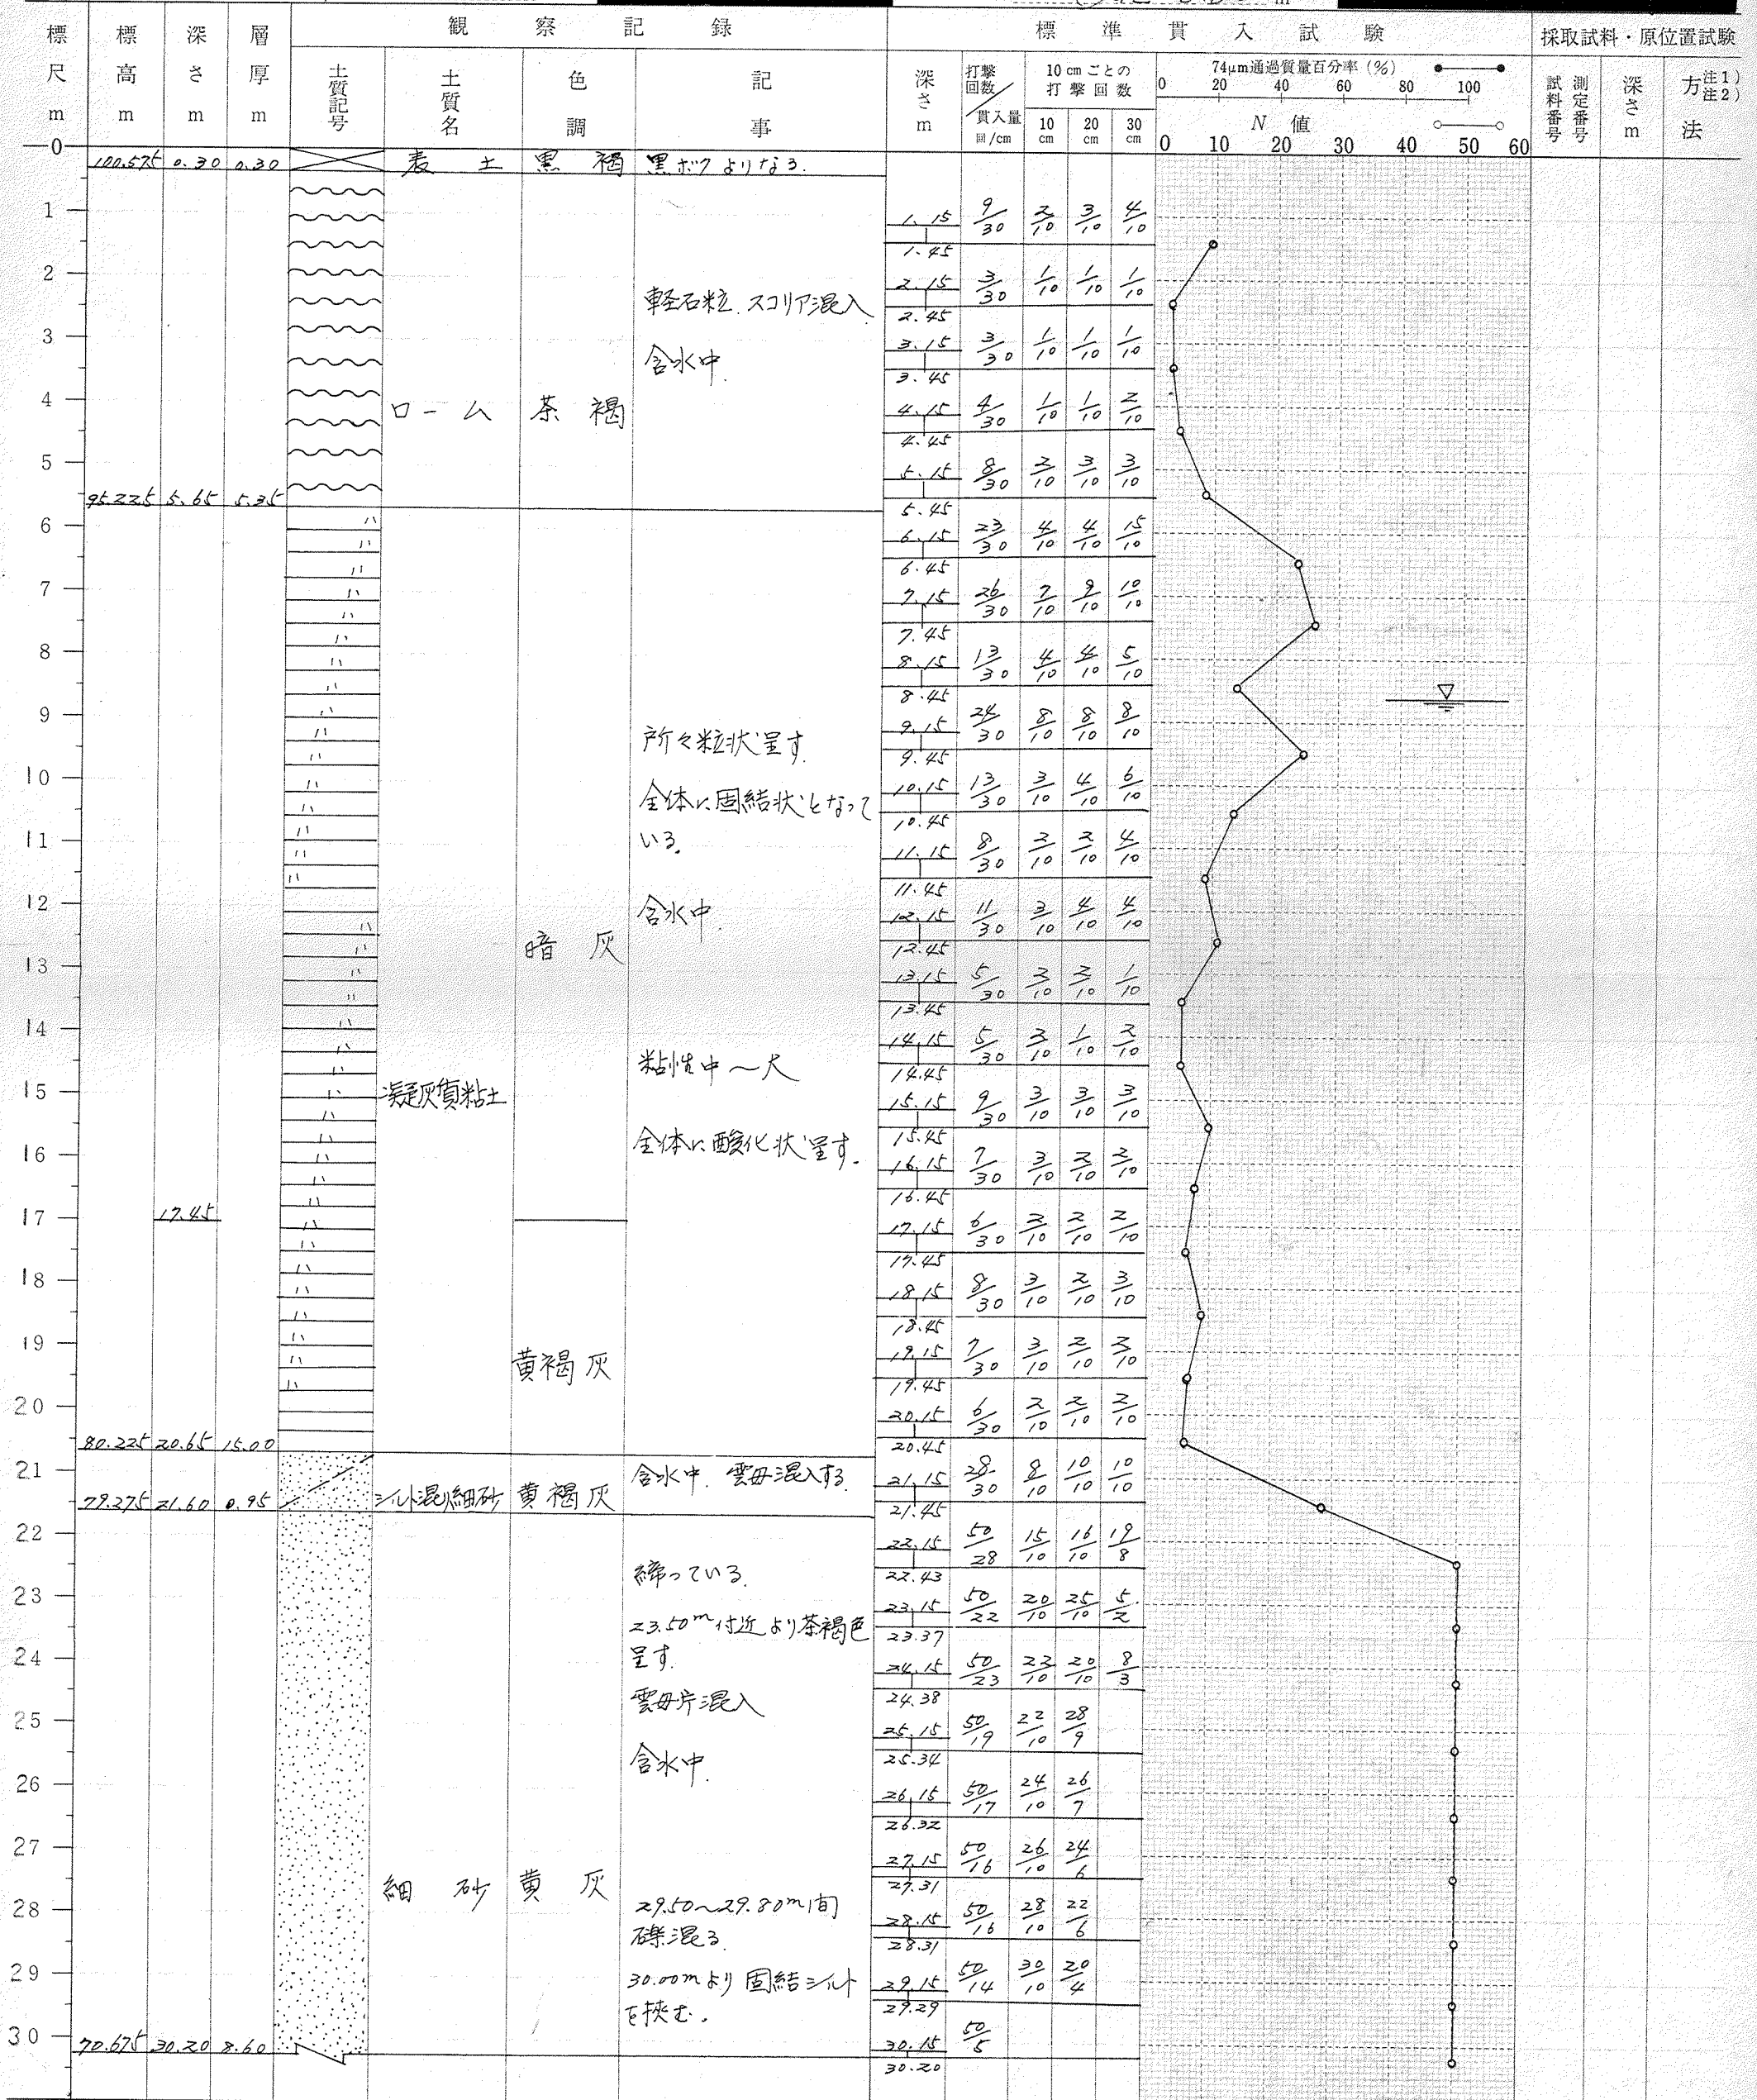 観察記録 標準貫入試験 採取試料・原位置試験
標尺 m 標高 m 深さ m 層厚 m 土質記号 土質名 色調 記事 深さ m 打撃回数/貫入量 回/cm 10cmごとの打撃回数 10cm 20cm 30cm 74μm通過質量百分率(%) 試料番号 測定番号 深さ m 方法 注1) 注2)
0 20 40 60 80 100
N 値
0 10 20 30 40 50 60
0
100.575 0.30 0.30 表土 黒褐 黒ボクよりなる.
1 1.15 9/30 2/10 3/10 4/10
1.45
2 2.15 3/30 1/10 1/10 1/10
軽石粒.スコリア混入
2.45
3 3.15 3/30 1/10 1/10 1/10
含水中.
3.45
4 ローム 茶褐 4.15 4/30 1/10 1/10 2/10
4.45
5 5.15 8/30 2/10 3/10 3/10
95.225 5.65 5.35
5.45
6 6.15 23/30 4/10 4/10 15/10
6.45
7 7.15 26/30 7/10 9/10 10/10
7.45
8 8.15 13/30 4/10 4/10 5/10
8.45
9 9.15 24/30 8/10 8/10 8/10
所々粒状呈す.
9.45
10 10.15 13/30 3/10 4/10 6/10
全体に固結状となって
10.45
いる.
11 11.15 8/30 2/10 2/10 4/10
11.45
12 含水中. 12.15 11/30 3/10 4/10 4/10
暗灰
12.45
13 13.15 5/30 2/10 2/10 1/10
13.45
14 14.15 5/30 2/10 1/10 2/10
粘性中〜大
14.45
15 凝灰質粘土 15.15 9/30 3/10 3/10 3/10
全体に酸化状呈す.
15.45
16 16.15 7/30 3/10 2/10 2/10
16.45
17 17.45 17.15 6/30 2/10 2/10 2/10
17.45
18 18.15 8/30 3/10 2/10 3/10
18.45
19 黄褐灰 19.15 7/30 3/10 2/10 2/10
19.45
20 20.15 6/30 2/10 2/10 2/10
80.225 20.65 15.00
20.45
21 含水中.雲母混入する. 21.15 28/30 8/10 10/10 10/10
79.275 21.60 0.95 シルト混り細砂 黄褐灰
21.45
22 22.15 50/28 15/10 16/10 19/8
締っている.
22.43
23 23.15 50/22 20/10 25/10 5/2
23.50m付近より茶褐色
23.37
呈す.
24 24.15 50/23 22/10 20/10 8/3
雲母片混入
24.38
25 25.15 50/19 22/10 28/9
含水中.
25.34
26 26.15 50/17 24/10 26/7
26.32
27 27.15 50/16 26/10 24/6
細砂 黄灰
27.31
29.50〜29.80m間
28 28.15 50/16 28/10 22/6
礫混る.
28.31
30.00mより固結シルト
29 29.15 50/14 30/10 20/4
29.29
を挟む.
30 30.15 50/5
70.675 30.20 8.60
30.20